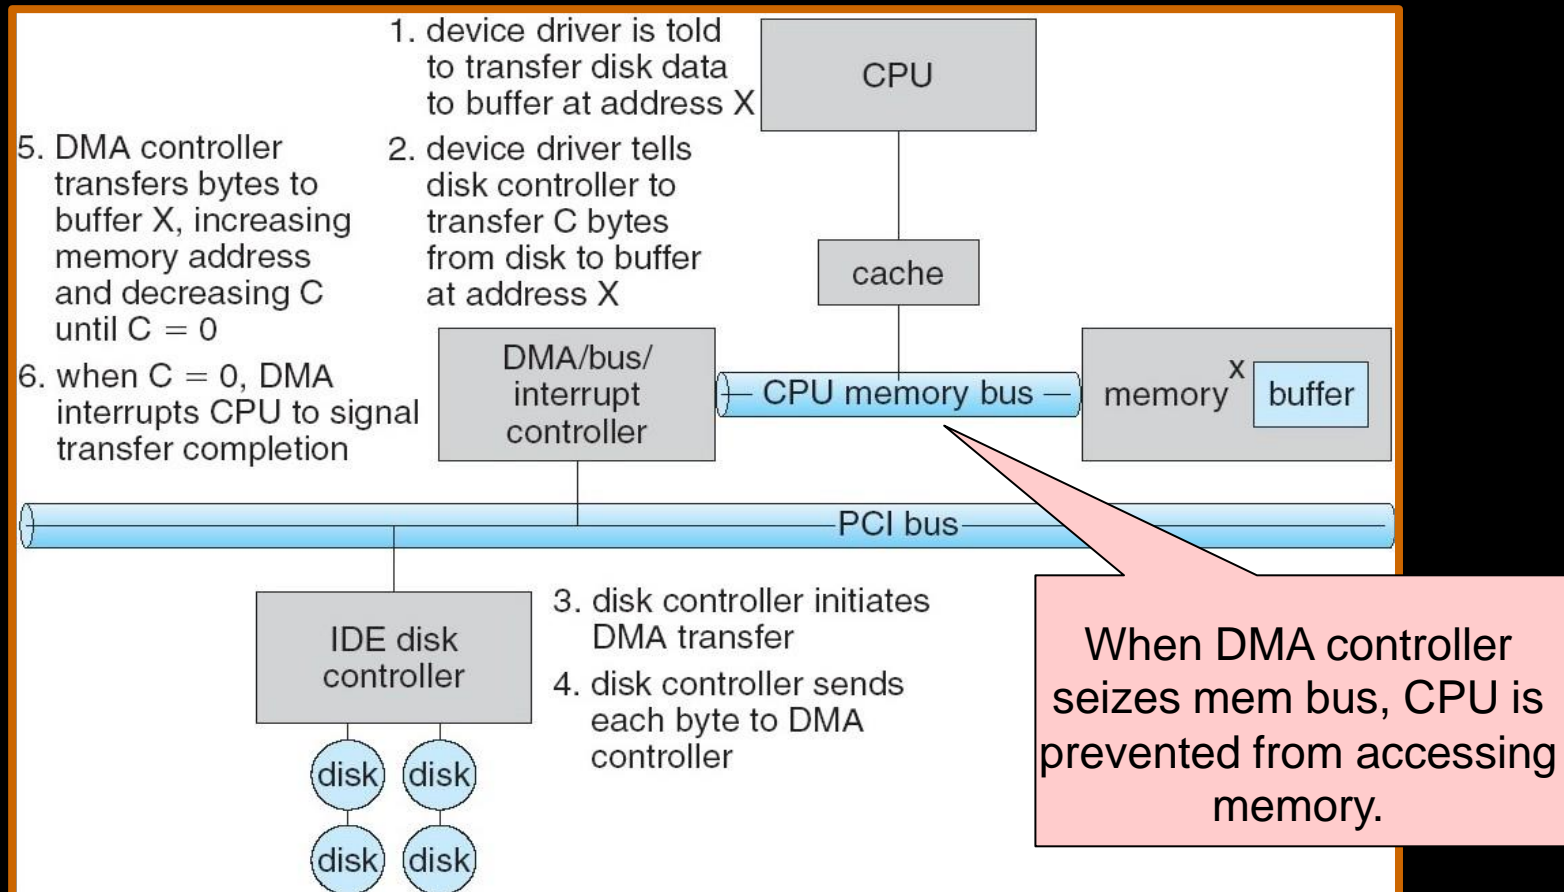 1. device driver is told
to transfer disk data
to buffer at address X
CPU
5. DMA controller
transfers bytes to
buffer X, increasing
memory address
and decreasing C
until C = 0
2. device driver tells
disk controller to
transfer C bytes
from disk to buffer
at address X
cache
6. when C = 0, DMA
interrupts CPU to signal
transfer completion
DMA/bus/
interrupt
controller
CPU memory bus
memory
x
buffer
PCI bus
IDE disk
controller
3. disk controller initiates
DMA transfer
4. disk controller sends
each byte to DMA
controller
When DMA controller
seizes mem bus, CPU is
prevented from accessing
memory.
disk
disk
disk
disk